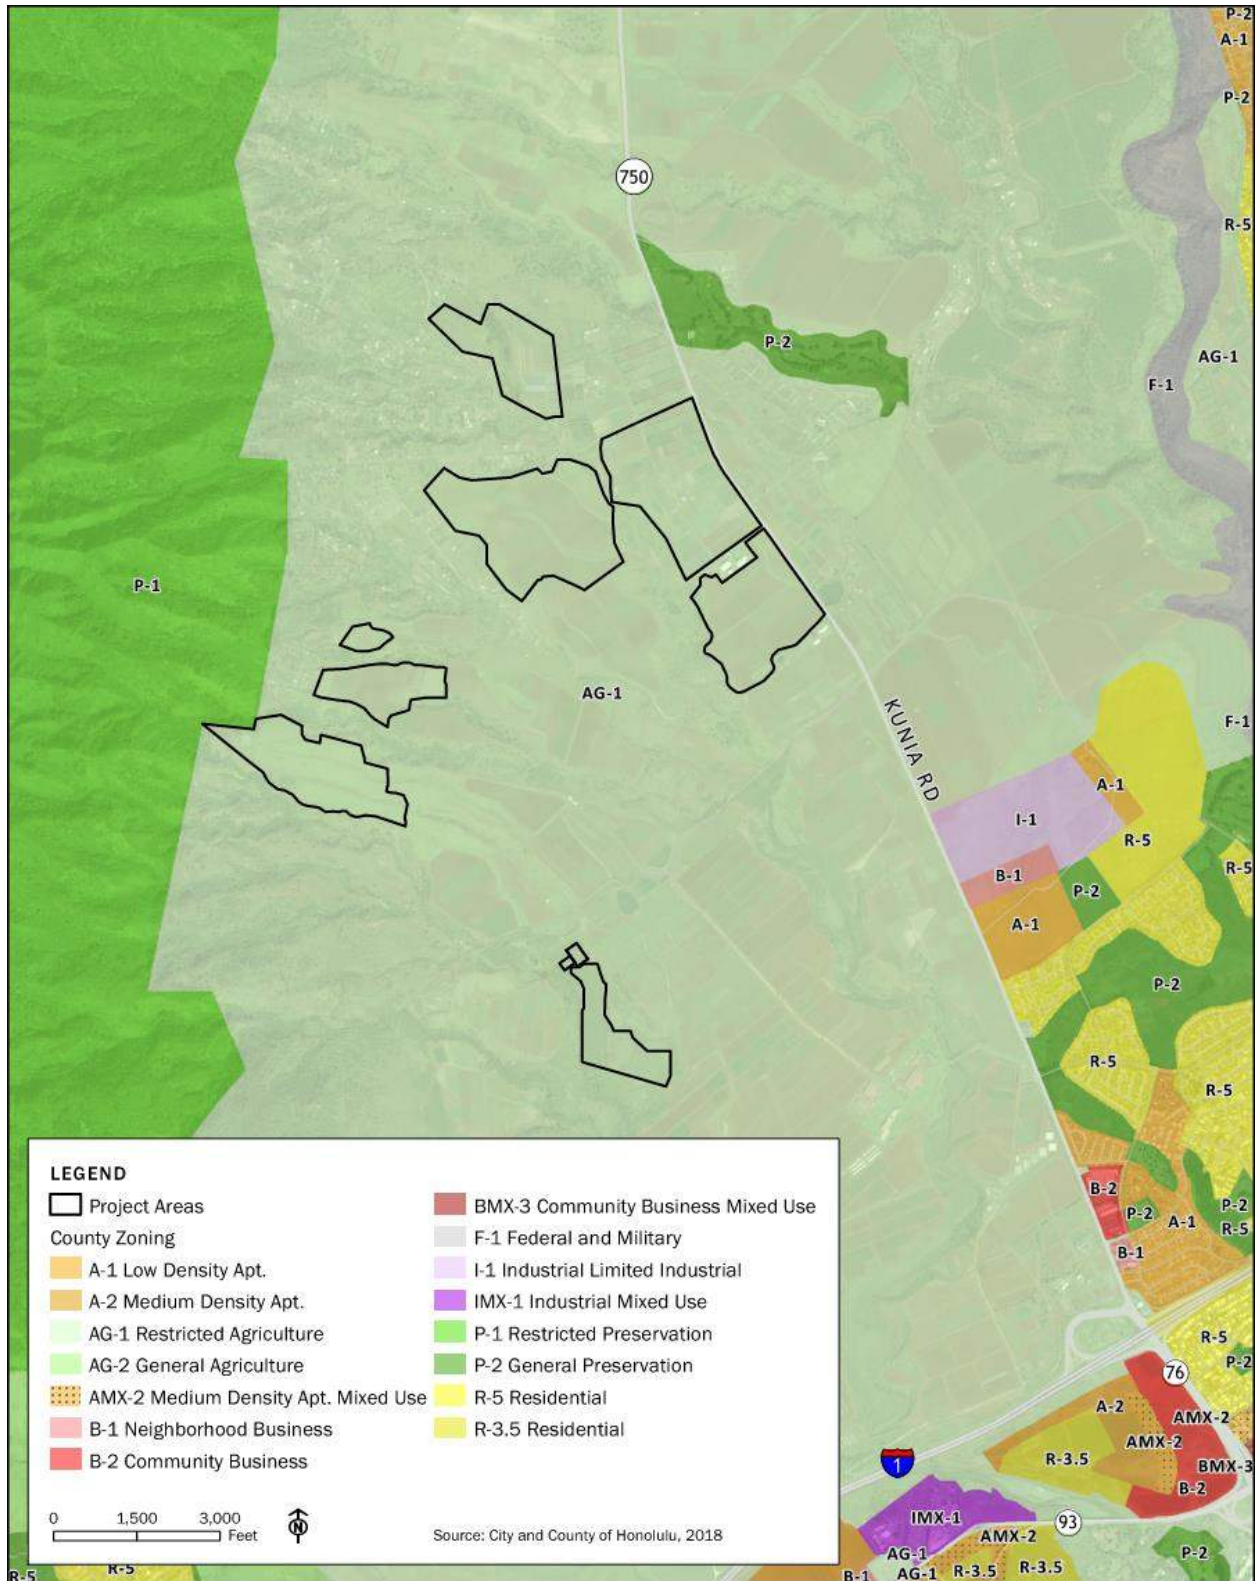 P-2
A-1
P-2
750
R-5
P-2
AG-1
F-1
P-1
AG-1
KUNIA RD
F-1
A-1
I-1
R-5
B-1
P-2
R-5
A-1
P-2
R-5
R-5
B-2
P-2
A-1
P-2
R-5
B-1
R-5
P-2
76
A-2
AMX-2
AMX-2
R-3.5
BMX-3
B-2
1
IMX-1
93
AMX-2
AG-1
P-2
AG-1
R-3.5
R-3.5
B-1
R-5
R-5
LEGEND
Project Areas
County Zoning
A-1 Low Density Apt.
A-2 Medium Density Apt.
AG-1 Restricted Agriculture
AG-2 General Agriculture
AMX-2 Medium Density Apt. Mixed Use
B-1 Neighborhood Business
B-2 Community Business
BMX-3 Community Business Mixed Use
F-1 Federal and Military
I-1 Industrial Limited Industrial
IMX-1 Industrial Mixed Use
P-1 Restricted Preservation
P-2 General Preservation
R-5 Residential
R-3.5 Residential
0 1,500 3,000
Feet
N
Source: City and County of Honolulu, 2018